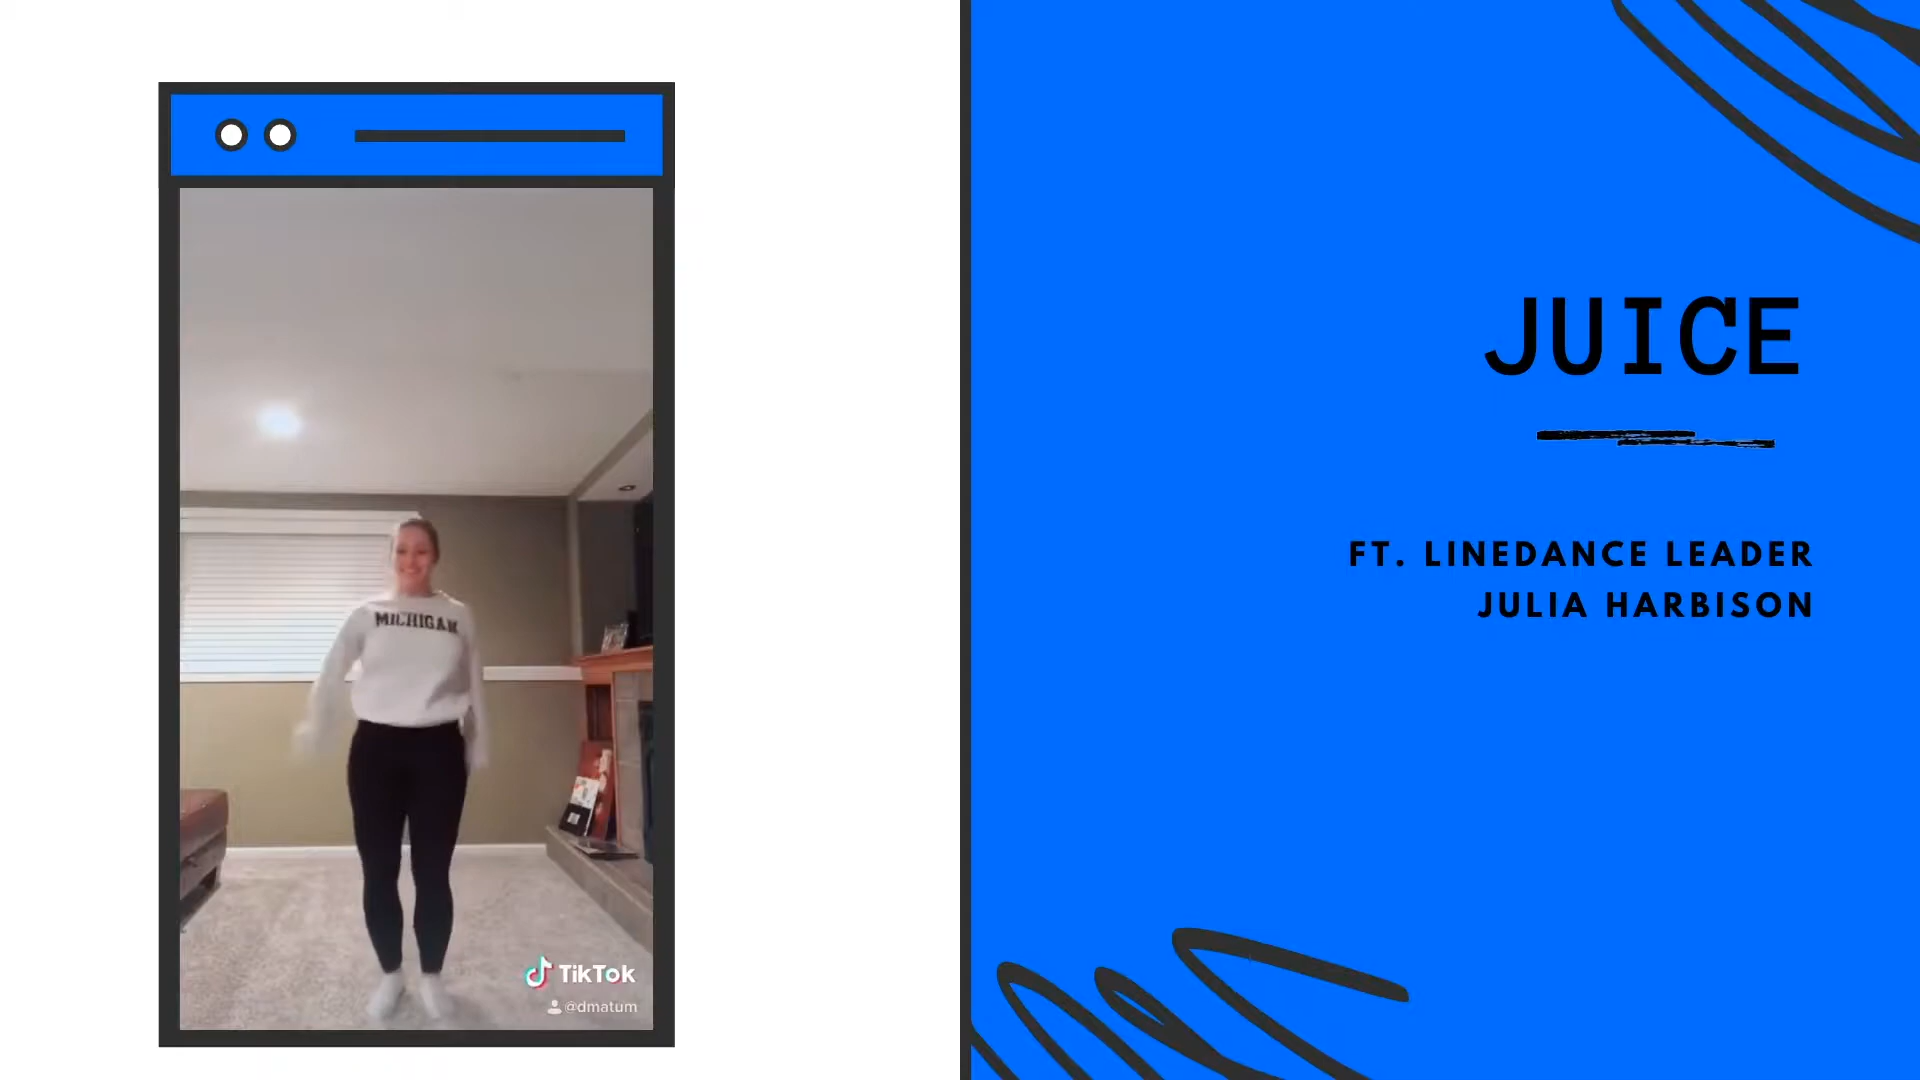 MICHIGAN
TikTok
@dmatum
JUICE
FT. LINEDANCE LEADER
JULIA HARBISON